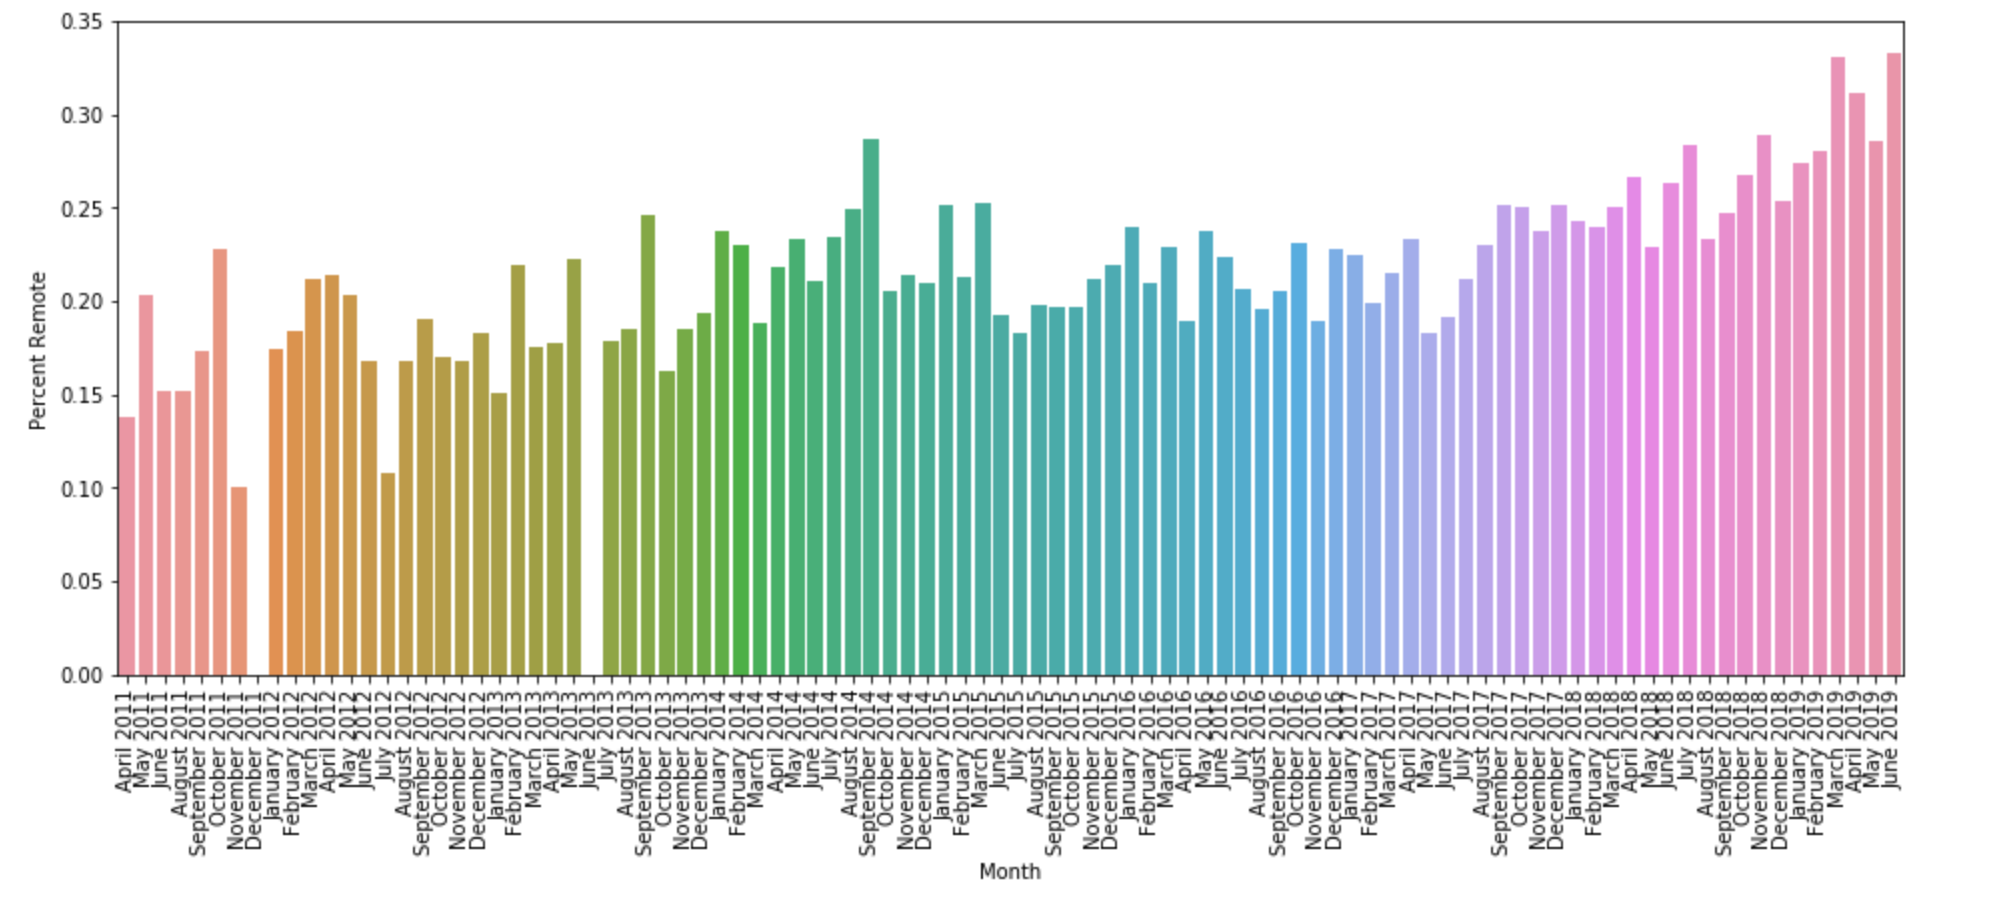 0.35
0.30
0.25
0.20
0.15
0.10
0.05
0.00
Percent Remote
April 2011
May 2011
June 2011
August 2011
September 2011
October 2011
November 2011
December 2011
January 2012
February 2012
March 2012
April 2012
May 2012
June 2012
July 2012
August 2012
September 2012
October 2012
November 2012
December 2012
January 2013
February 2013
March 2013
April 2013
May 2013
June 2013
July 2013
August 2013
September 2013
October 2013
November 2013
December 2013
January 2014
February 2014
March 2014
April 2014
May 2014
June 2014
July 2014
August 2014
September 2014
October 2014
November 2014
December 2014
January 2015
February 2015
March 2015
June 2015
July 2015
August 2015
September 2015
October 2015
November 2015
December 2015
January 2016
February 2016
March 2016
April 2016
May 2016
June 2016
July 2016
August 2016
September 2016
October 2016
November 2016
December 2016
January 2017
February 2017
March 2017
April 2017
May 2017
June 2017
July 2017
August 2017
September 2017
October 2017
November 2017
December 2017
January 2018
February 2018
March 2018
April 2018
May 2018
June 2018
July 2018
August 2018
September 2018
October 2018
November 2018
December 2018
January 2019
February 2019
March 2019
April 2019
May 2019
June 2019
Month